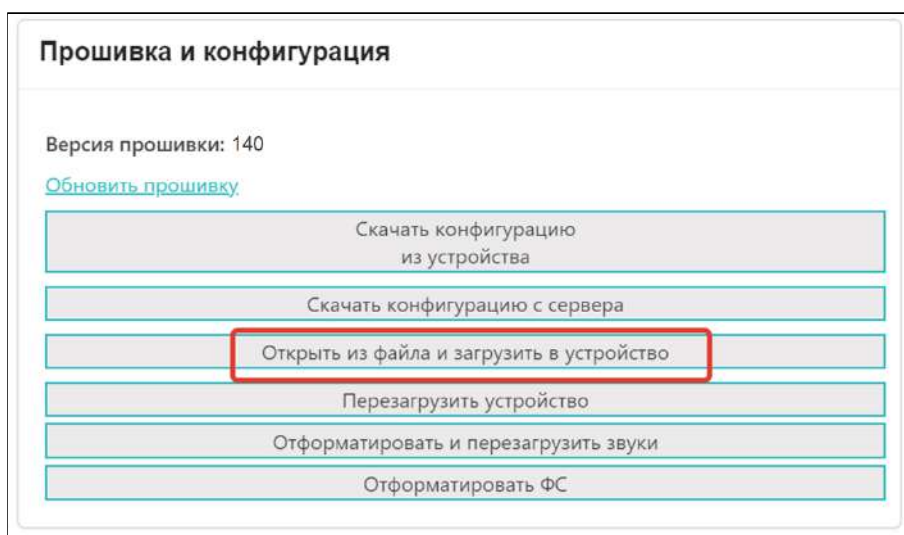 Прошивка и конфигурация
Версия прошивки: 140
Обновить прошивку
Скачать конфигурацию
из устройства
Скачать конфигурацию с сервера
Открыть из файла и загрузить в устройство
Перезагрузить устройство
Отформатировать и перезагрузить звуки
Отформатировать ФС